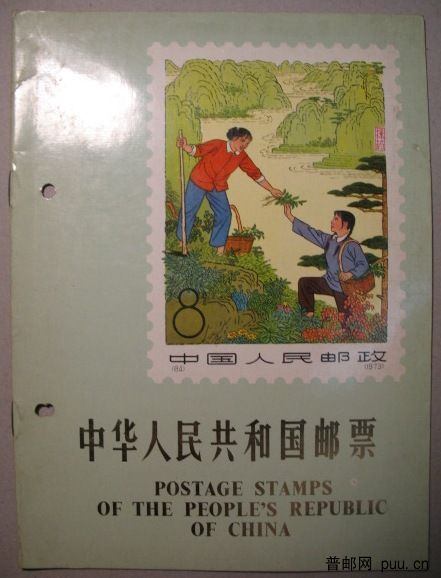 8
中国人民邮政
(84) (1973)
中华人民共和国邮票
POSTAGE STAMPS
OF THE PEOPLE'S REPUBLIC
OF CHINA
普邮网 puu.cn